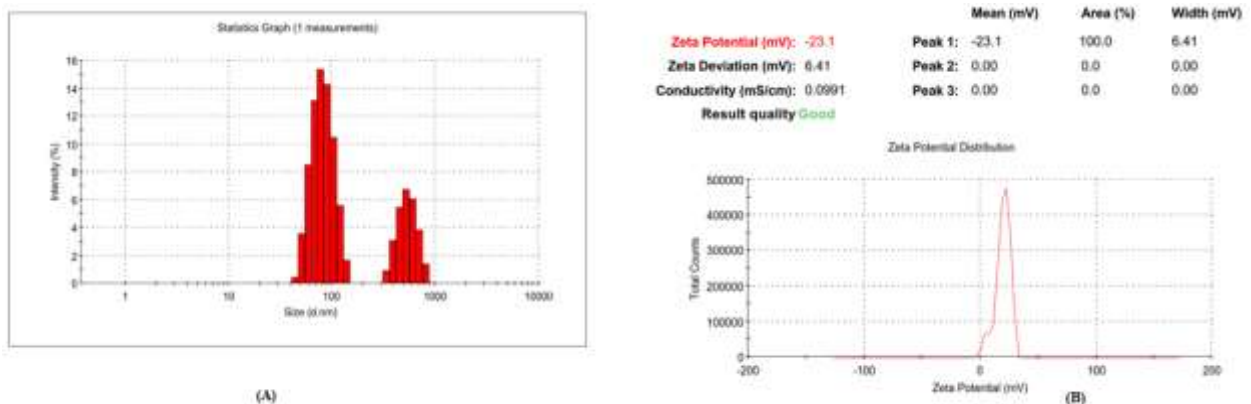 Statistics Graph (1 measurements)
16
14
12
10
8
6
4
2
0
Intensity (%)
1 10 100 1000 10000
Size (d.nm)
(A)
Mean (mV) Area (%) Width (mV)
Zeta Potential (mV): -23.1 Peak 1: -23.1 100.0 6.41
Zeta Deviation (mV): 6.41 Peak 2: 0.00 0.0 0.00
Conductivity (mS/cm): 0.0991 Peak 3: 0.00 0.0 0.00
Result quality Good
Zeta Potential Distribution
500000
400000
300000
200000
100000
0
Total Counts
-200 -100 0 100 200
Zeta Potential (mV)
(B)